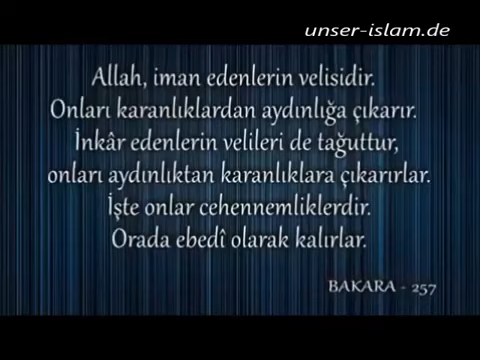 unser-islam.de
Allah, iman edenlerin velisidir.
Onları karanlıklardan aydınlığa çıkarır.
İnkâr edenlerin velileri de tağuttur,
onları aydınlıktan karanlıklara çıkarırlar.
İşte onlar cehennemliklerdir.
Orada ebedî olarak kalırlar.
BAKARA - 257